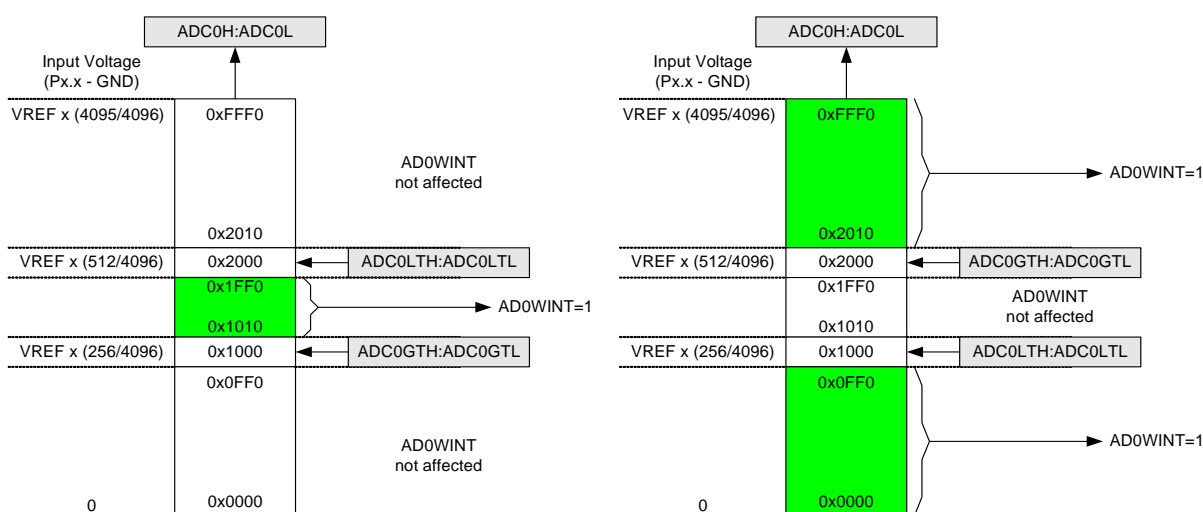 ADC0H:ADC0L
Input Voltage
(Px.x - GND)
VREF x (4095/4096)
0xFFF0
AD0WINT
not affected
0x2010
VREF x (512/4096)
0x2000
ADC0LTH:ADC0LTL
0x1FF0
AD0WINT=1
0x1010
VREF x (256/4096)
0x1000
ADC0GTH:ADC0GTL
0x0FF0
AD0WINT
not affected
0
0x0000
ADC0H:ADC0L
Input Voltage
(Px.x - GND)
VREF x (4095/4096)
0xFFF0
AD0WINT=1
0x2010
VREF x (512/4096)
0x2000
ADC0GTH:ADC0GTL
0x1FF0
AD0WINT
not affected
0x1010
VREF x (256/4096)
0x1000
ADC0LTH:ADC0LTL
0x0FF0
AD0WINT=1
0
0x0000